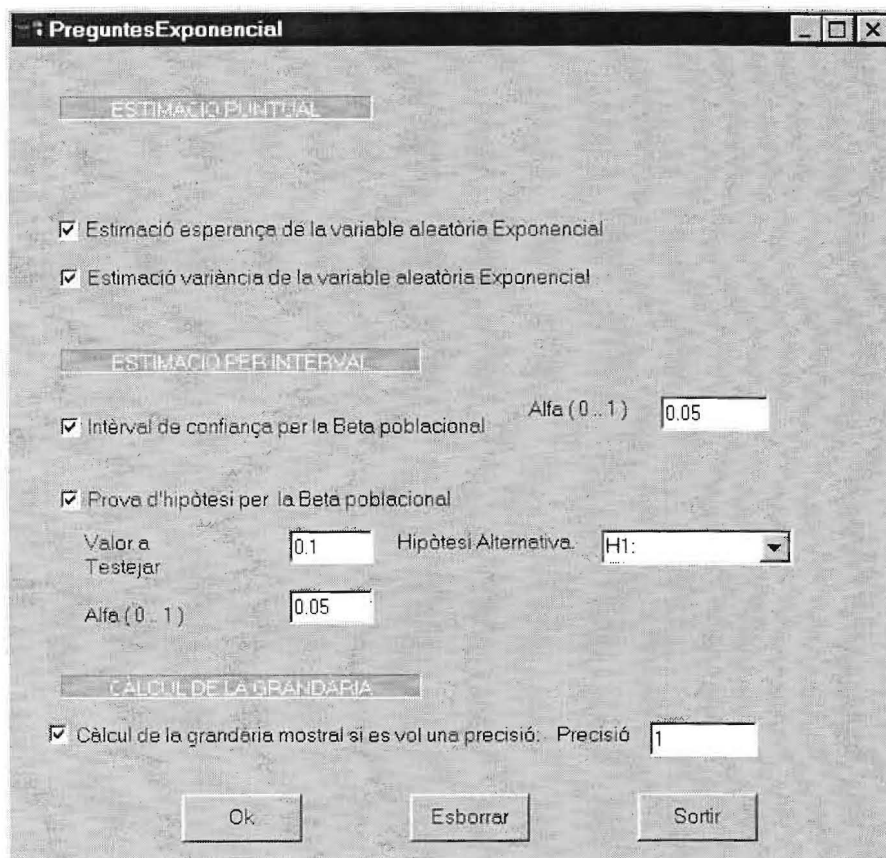 PreguntesExponencial
ESTIMACIO PUNTUAL
Estimació esperança de la variable aleatòria Exponencial
Estimació variància de la variable aleatòria Exponencial
ESTIMACIO PER INTERVAL
Intèrval de confiança per la Beta poblacional
Alfa ( 0 .. 1 )
0.05
Prova d'hipòtesi per la Beta poblacional
Valor a
Testejar
0.1
Hipòtesi Alternativa.
H1:
Alfa ( 0 .. 1 )
0.05
CÀLCUL DE LA GRANDÀRIA
Càlcul de la grandària mostral si es vol una precisió:
Precisió
1
Ok
Esborrar
Sortir